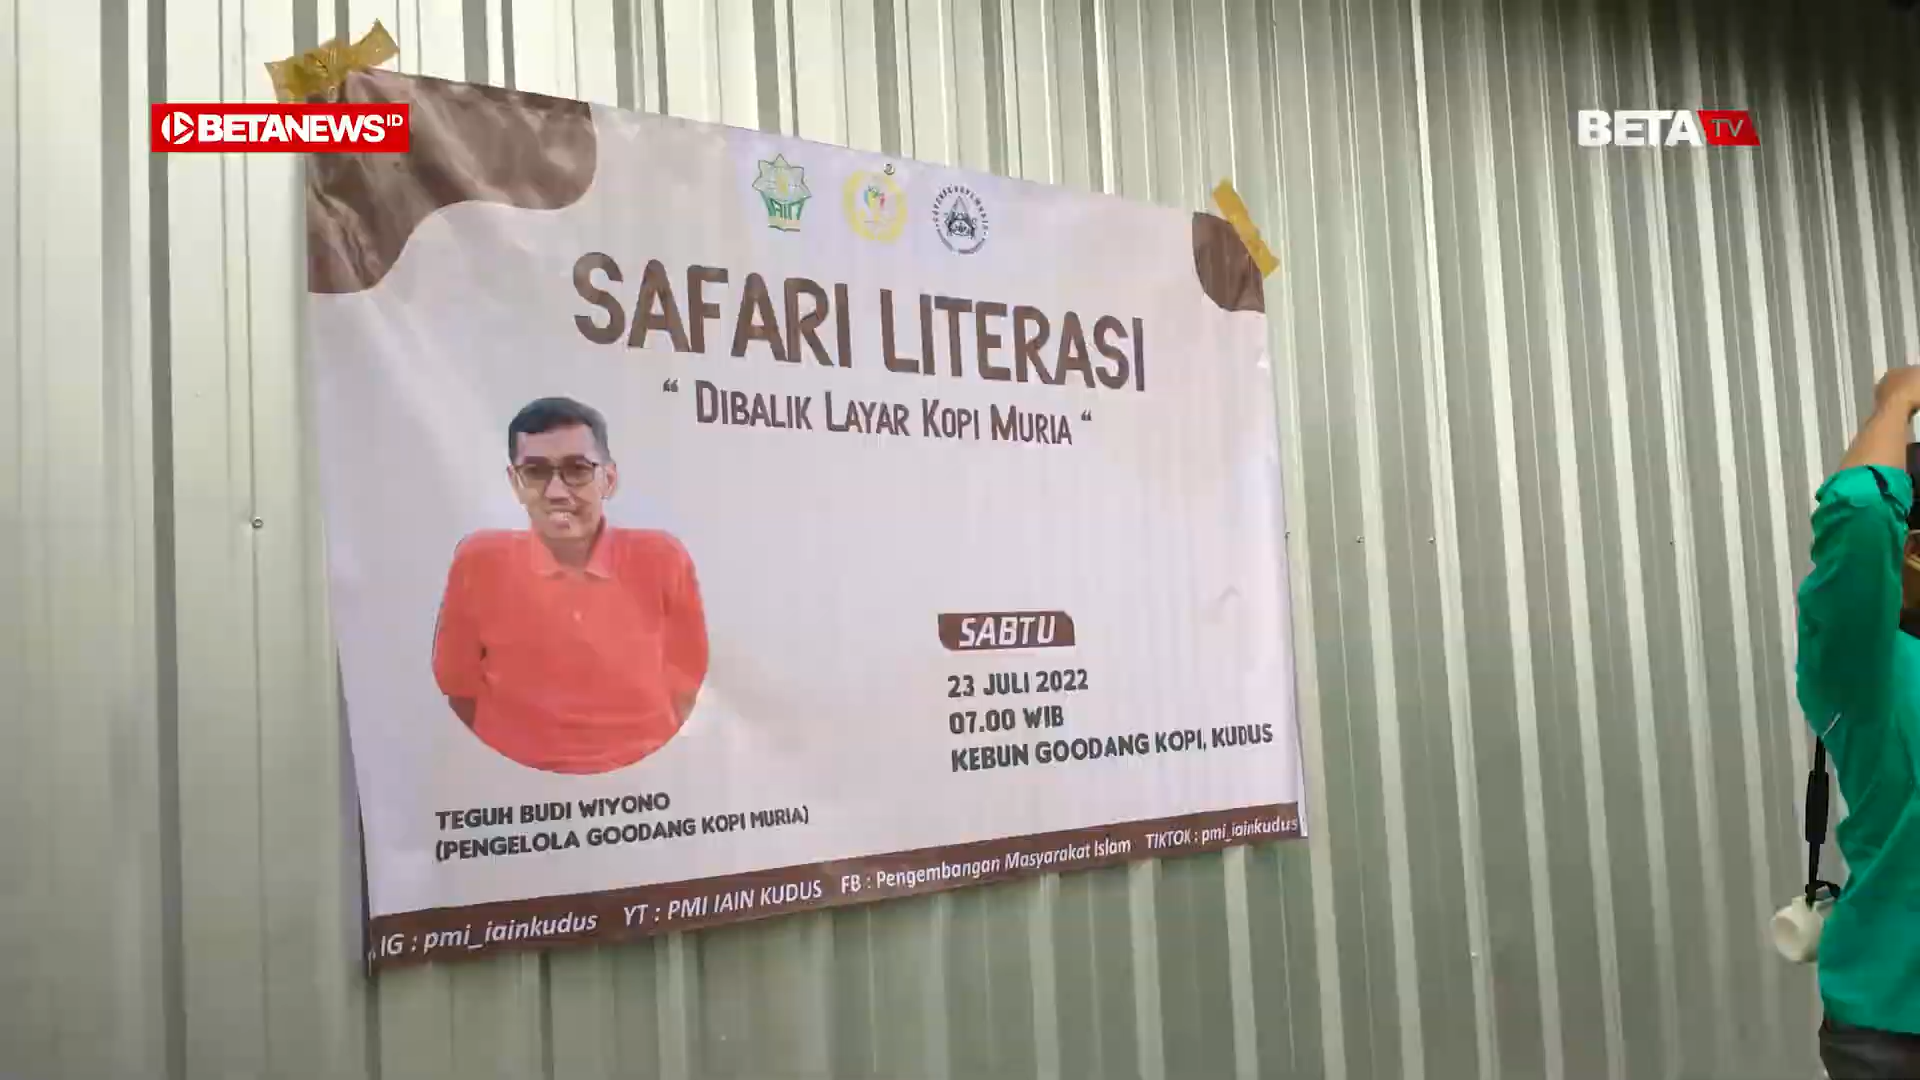 BETANEWS ID
BETA TV
IAIN
SAFARI LITERASI
“ DIBALIK LAYAR KOPI MURIA “
SABTU
23 JULI 2022
07.00 WIB
KEBUN GOODANG KOPI, KUDUS
TEGUH BUDI WIYONO
(PENGELOLA GOODANG KOPI MURIA)
IG : pmi_iainkudus YT : PMI IAIN KUDUS FB : Pengembangan Masyarakat Islam TIKTOK : pmi_iainkudus